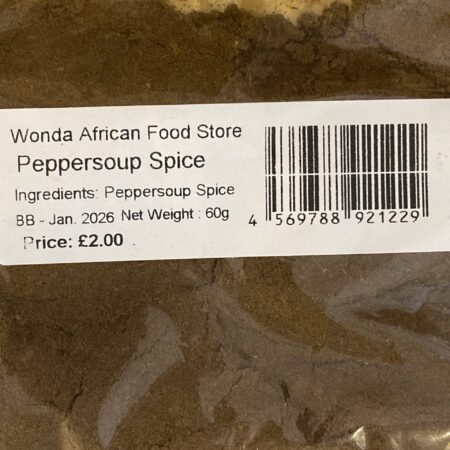 Wonda African Food Store
Peppersoup Spice
Ingredients: Peppersoup Spice
BB - Jan. 2026 Net Weight : 60g
Price: £2.00
4 569788 921229